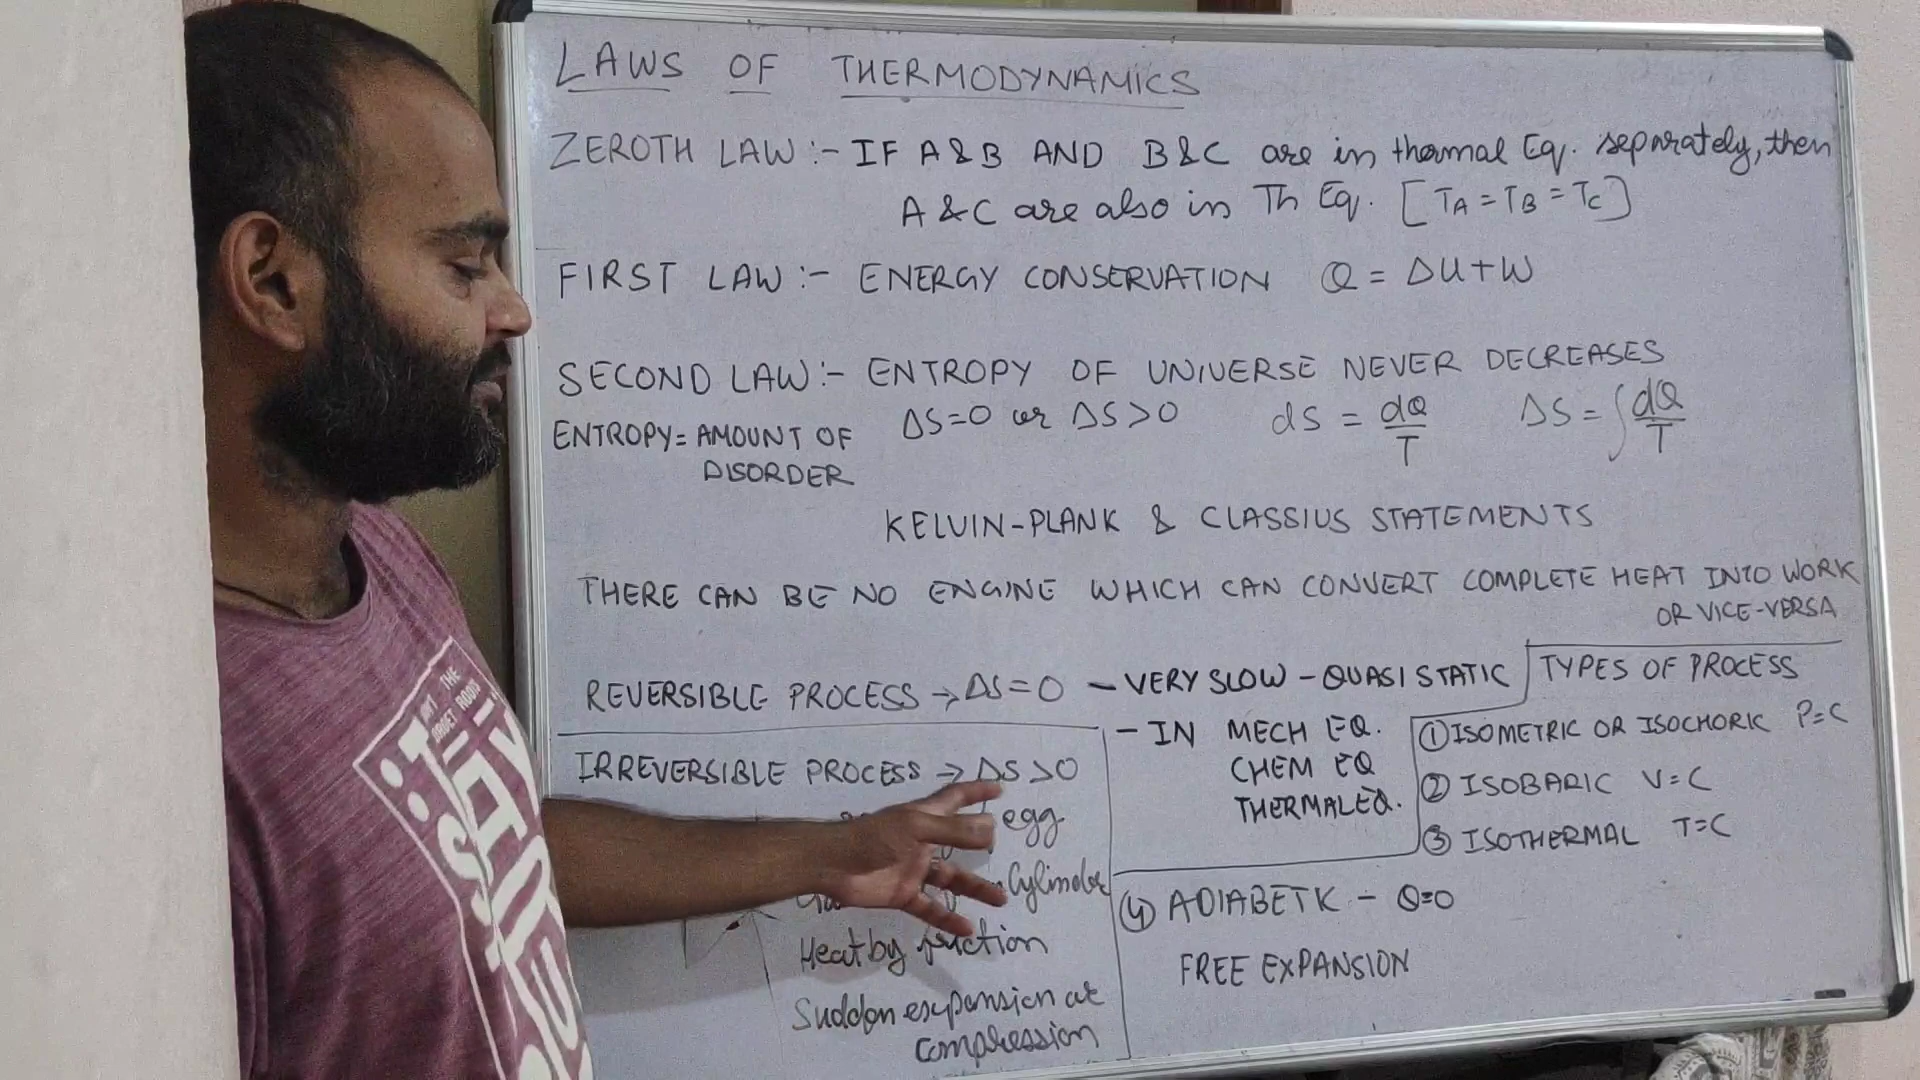 LAWS OF THERMODYNAMICS
ZEROTH LAW :- IF A & B AND B & C are in thermal Eq. separately, then
A & C are also in Th Eq. [TA = TB = TC]
FIRST LAW :- ENERGY CONSERVATION Q = ΔU+W
SECOND LAW :- ENTROPY OF UNIVERSE NEVER DECREASES
ENTROPY = AMOUNT OF DISORDER
ΔS=0 or ΔS>0 dS = dQ/T ΔS = ∫dQ/T
KELVIN-PLANK & CLASSIUS STATEMENTS
THERE CAN BE NO ENGINE WHICH CAN CONVERT COMPLETE HEAT INTO WORK
OR VICE-VERSA
REVERSIBLE PROCESS → ΔS=0 - VERY SLOW - QUASI STATIC
- IN MECH EQ.
CHEM EQ
THERMAL EQ.
IRREVERSIBLE PROCESS → ΔS>0
egg
Cylinder
Heat by friction
Sudden expansion or
compression
TYPES OF PROCESS
① ISOMETRIC OR ISOCHORIC P=C
② ISOBARIC V=C
③ ISOTHERMAL T=C
④ ADIABETIC - Q=0
FREE EXPANSION
THE